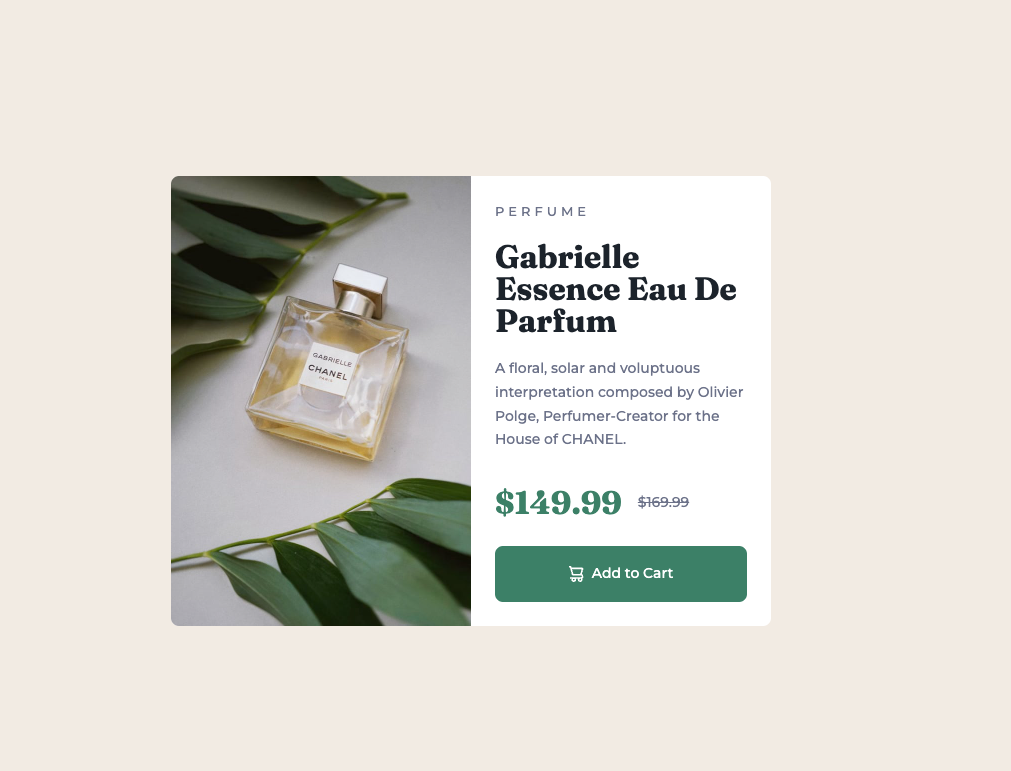 GABRIELLE
CHANEL
PARIS
PERFUME
Gabrielle
Essence Eau De
Parfum
A floral, solar and voluptuous
interpretation composed by Olivier
Polge, Perfumer-Creator for the
House of CHANEL.
$149.99 $169.99
Add to Cart